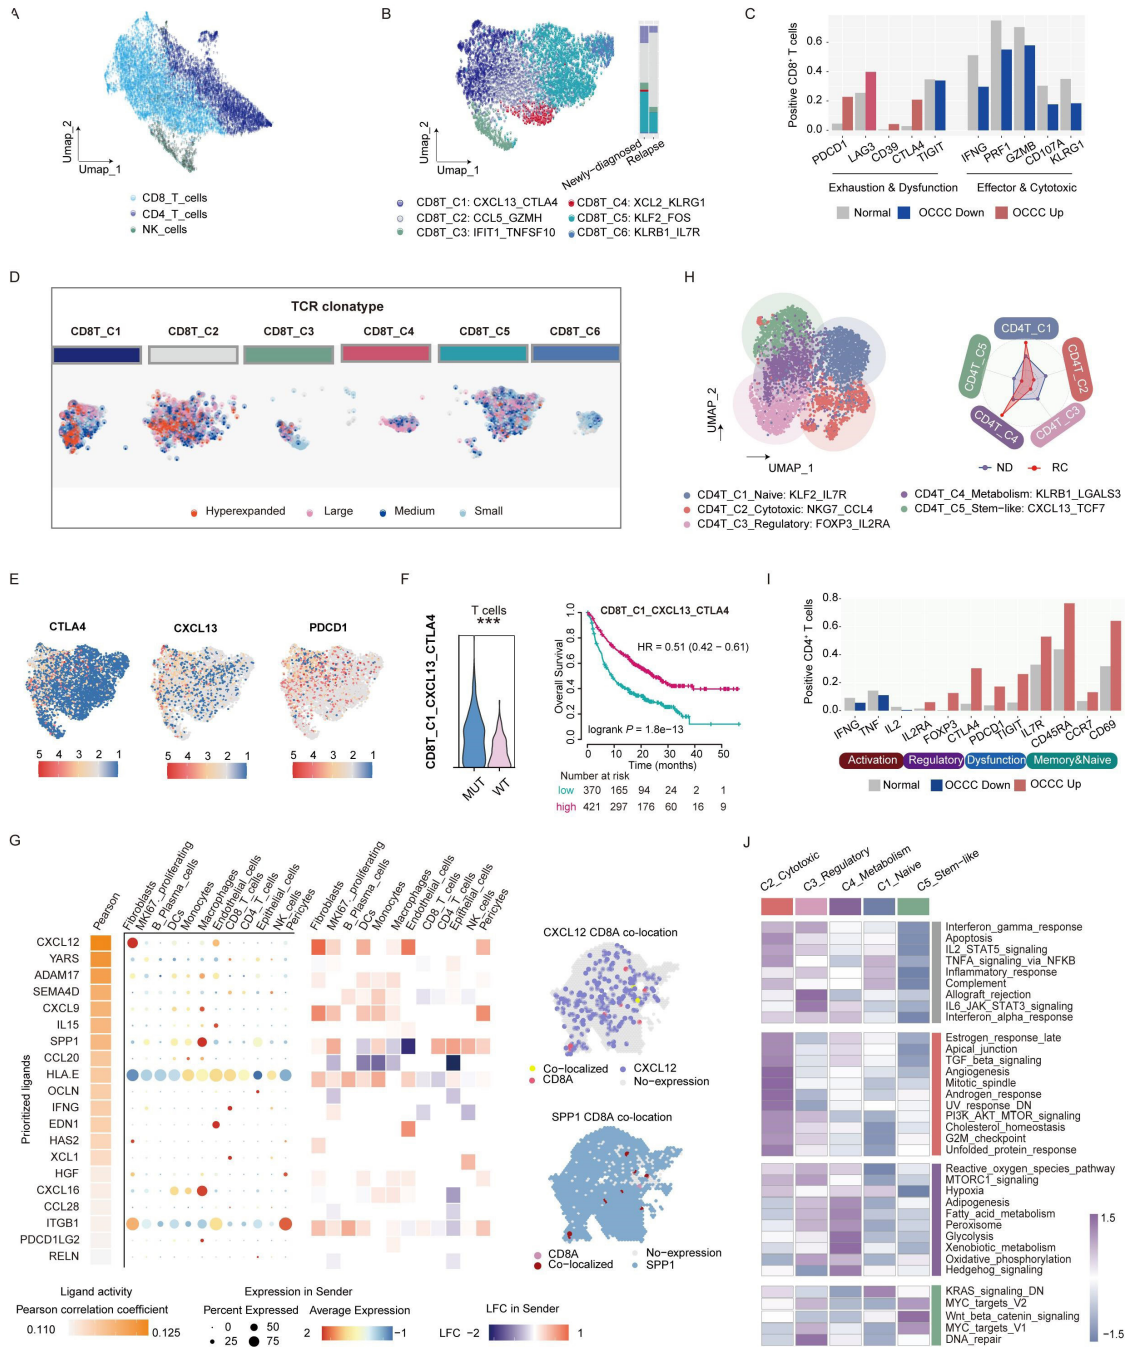 A
Umap_2
Umap_1
CD8_T_cells
CD4_T_cells
NK_cells
B
Umap_2
Umap_1
Newly-diagnosed
Relapse
CD8T_C1: CXCL13_CTLA4
CD8T_C2: CCL5_GZMH
CD8T_C3: IFIT1_TNFSF10
CD8T_C4: XCL2_KLRG1
CD8T_C5: KLF2_FOS
CD8T_C6: KLRB1_IL7R
C
Positive CD8+ T cells
0.6
0.4
0.2
0.0
PDCD1
LAG3
CD39
CTLA4
TIGIT
IFNG
PRF1
GZMB
CD107A
KLRG1
Exhaustion & Dysfunction
Effector & Cytotoxic
Normal
OCCC Down
OCCC Up
D
TCR clonatype
CD8T_C1
CD8T_C2
CD8T_C3
CD8T_C4
CD8T_C5
CD8T_C6
Hyperexpanded
Large
Medium
Small
H
UMAP_2
UMAP_1
CD4T_C1
CD4T_C2
CD4T_C3
CD4T_C4
CD4T_C5
ND
RC
CD4T_C1_Naive: KLF2_IL7R
CD4T_C2_Cytotoxic: NKG7_CCL4
CD4T_C3_Regulatory: FOXP3_IL2RA
CD4T_C4_Metabolism: KLRB1_LGALS3
CD4T_C5_Stem-like: CXCL13_TCF7
E
CTLA4
CXCL13
PDCD1
5 4 3 2 1
5 4 3 2 1
5 4 3 2 1
F
CD8T_C1_CXCL13_CTLA4
T cells
***
MUT
WT
CD8T_C1_CXCL13_CTLA4
Overall Survival
1.0
0.8
0.6
0.4
0.2
0.0
HR = 0.51 (0.42 − 0.61)
logrank P = 1.8e−13
0 10 20 30 40 50
Time (months)
Number at risk
low 370 165 94 24 2 1
high 421 297 176 60 16 9
I
Positive CD4+ T cells
0.8
0.6
0.4
0.2
0.0
IFNG
TNF
IL2
IL2RA
FOXP3
CTLA4
PDCD1
TIGIT
IL7R
CD45RA
CCR7
CD69
Activation
Regulatory
Dysfunction
Memory&Naive
Normal
OCCC Down
OCCC Up
G
Pearson
Fibroblasts
MKI67_proliferating
B_Plasma_cells
DCs
Monocytes
Macrophages
Endothelial_cells
CD8_T_cells
CD4_T_cells
Epithelial_cells
NK_cells
Pericytes
Fibroblasts
MKI67_proliferating
B_Plasma_cells
DCs
Monocytes
Macrophages
Endothelial_cells
CD8_T_cells
CD4_T_cells
Epithelial_cells
NK_cells
Pericytes
Prioritized ligands
CXCL12
YARS
ADAM17
SEMA4D
CXCL9
IL15
SPP1
CCL20
HLA.E
OCLN
IFNG
EDN1
HAS2
XCL1
HGF
CXCL16
CCL28
ITGB1
PDCD1LG2
RELN
CXCL12 CD8A co-location
Co-localized
CXCL12
CD8A
No-expression
SPP1 CD8A co-location
CD8A
No-expression
Co-localized
SPP1
Ligand activity
Pearson correlation coefficient
0.110
0.125
Expression in Sender
Percent Expressed
0
50
25
75
Average Expression
2
−1
LFC in Sender
LFC −2
1
J
C2_Cytotoxic
C3_Regulatory
C4_Metabolism
C1_Naive
C5_Stem−like
Interferon_gamma_response
Apoptosis
IL2_STAT5_signaling
TNFA_signaling_via_NFKB
Inflammatory_response
Complement
Allograft_rejection
IL6_JAK_STAT3_signaling
Interferon_alpha_response
Estrogen_response_late
Apical_junction
TGF_beta_signaling
Angiogenesis
Mitotic_spindle
Androgen_response
UV_response_DN
PI3K_AKT_MTOR_signaling
Cholesterol_homeostasis
G2M_checkpoint
Unfolded_protein_response
Reactive_oxygen_species_pathway
MTORC1_signaling
Hypoxia
Adipogenesis
Fatty_acid_metabolism
Peroxisome
Glycolysis
Xenobiotic_metabolism
Oxidative_phosphorylation
Hedgehog_signaling
KRAS_signaling_DN
MYC_targets_V2
Wnt_beta_catenin_signaling
MYC_targets_V1
DNA_repair
1.5
−1.5